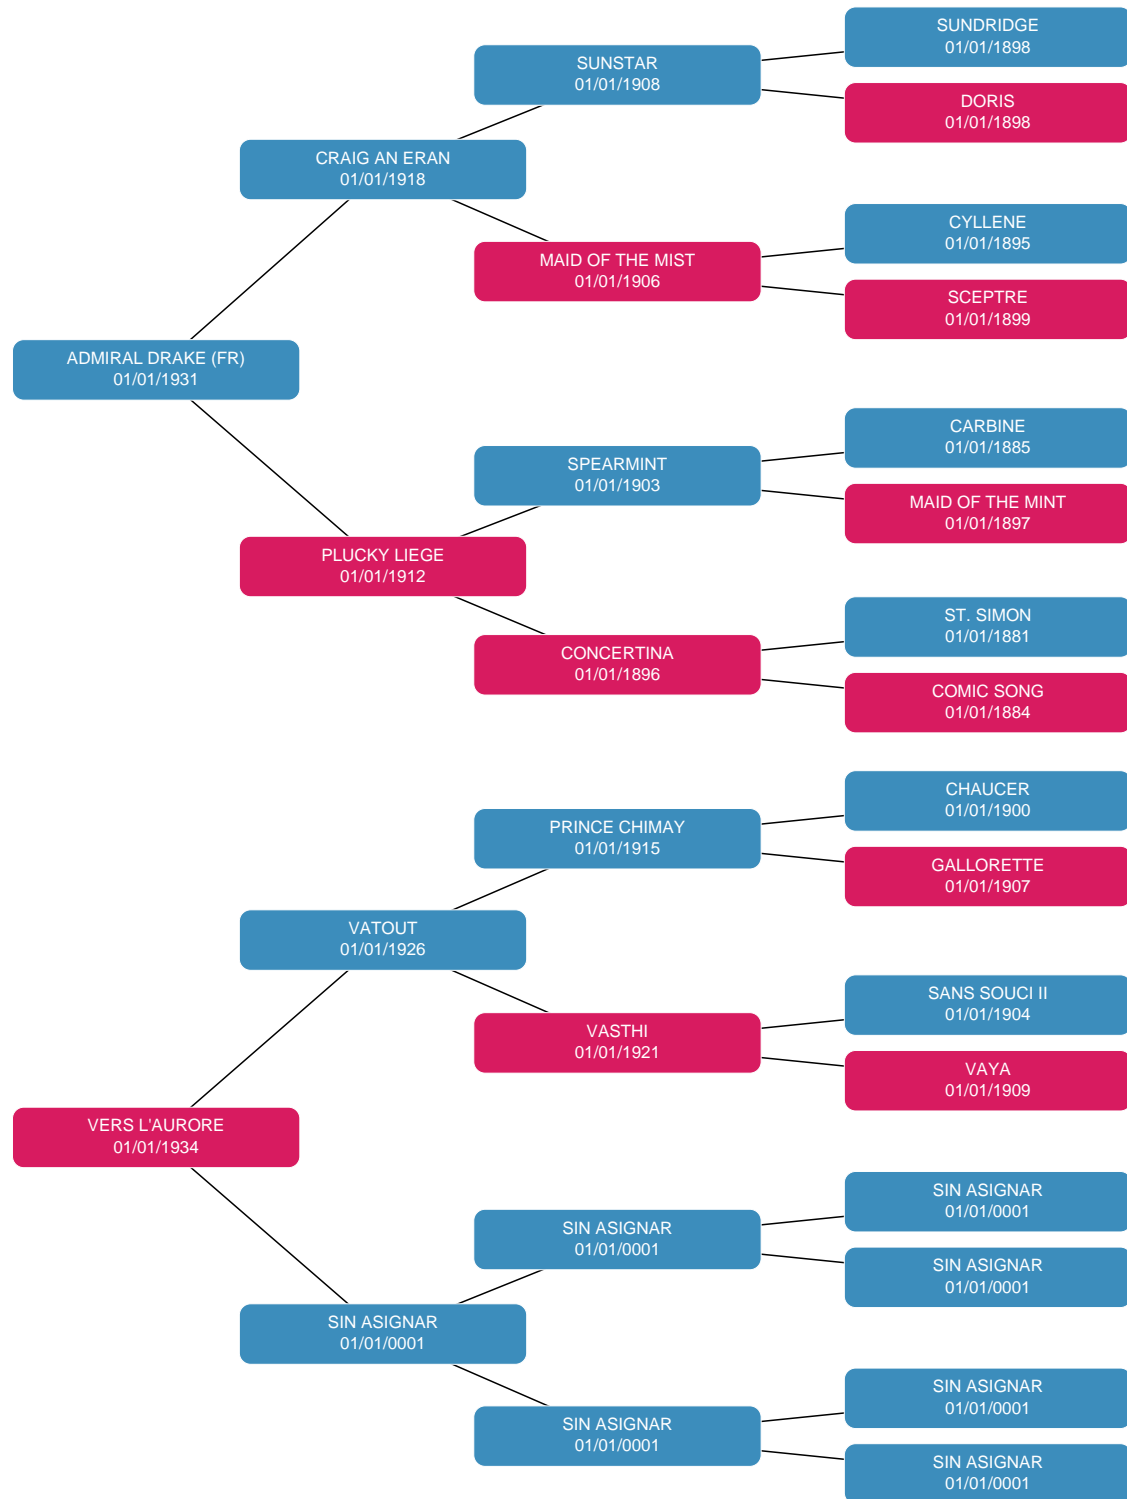 SUNDRIDGE
01/01/1898
SUNSTAR
01/01/1908
DORIS
01/01/1898
CRAIG AN ERAN
01/01/1918
CYLLENE
01/01/1895
MAID OF THE MIST
01/01/1906
SCEPTRE
01/01/1899
ADMIRAL DRAKE (FR)
01/01/1931
CARBINE
01/01/1885
SPEARMINT
01/01/1903
MAID OF THE MINT
01/01/1897
PLUCKY LIEGE
01/01/1912
ST. SIMON
01/01/1881
CONCERTINA
01/01/1896
COMIC SONG
01/01/1884
CHAUCER
01/01/1900
PRINCE CHIMAY
01/01/1915
GALLORETTE
01/01/1907
VATOUT
01/01/1926
SANS SOUCI II
01/01/1904
VASTHI
01/01/1921
VAYA
01/01/1909
VERS L'AURORE
01/01/1934
SIN ASIGNAR
01/01/0001
SIN ASIGNAR
01/01/0001
SIN ASIGNAR
01/01/0001
SIN ASIGNAR
01/01/0001
SIN ASIGNAR
01/01/0001
SIN ASIGNAR
01/01/0001
SIN ASIGNAR
01/01/0001